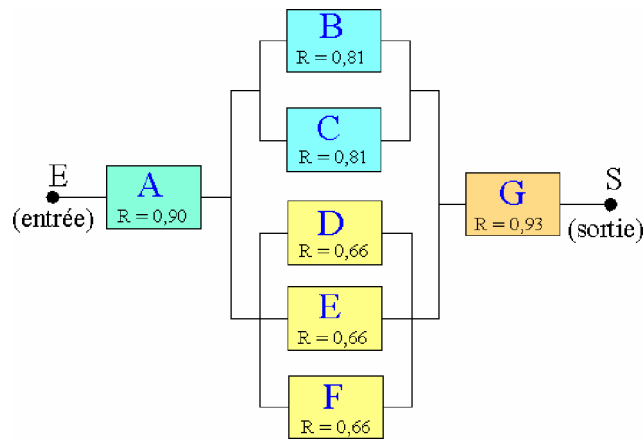 B
R = 0,81
C
R = 0,81
E
(entrée)
A
R = 0,90
D
R = 0,66
E
R = 0,66
F
R = 0,66
G
R = 0,93
S
(sortie)